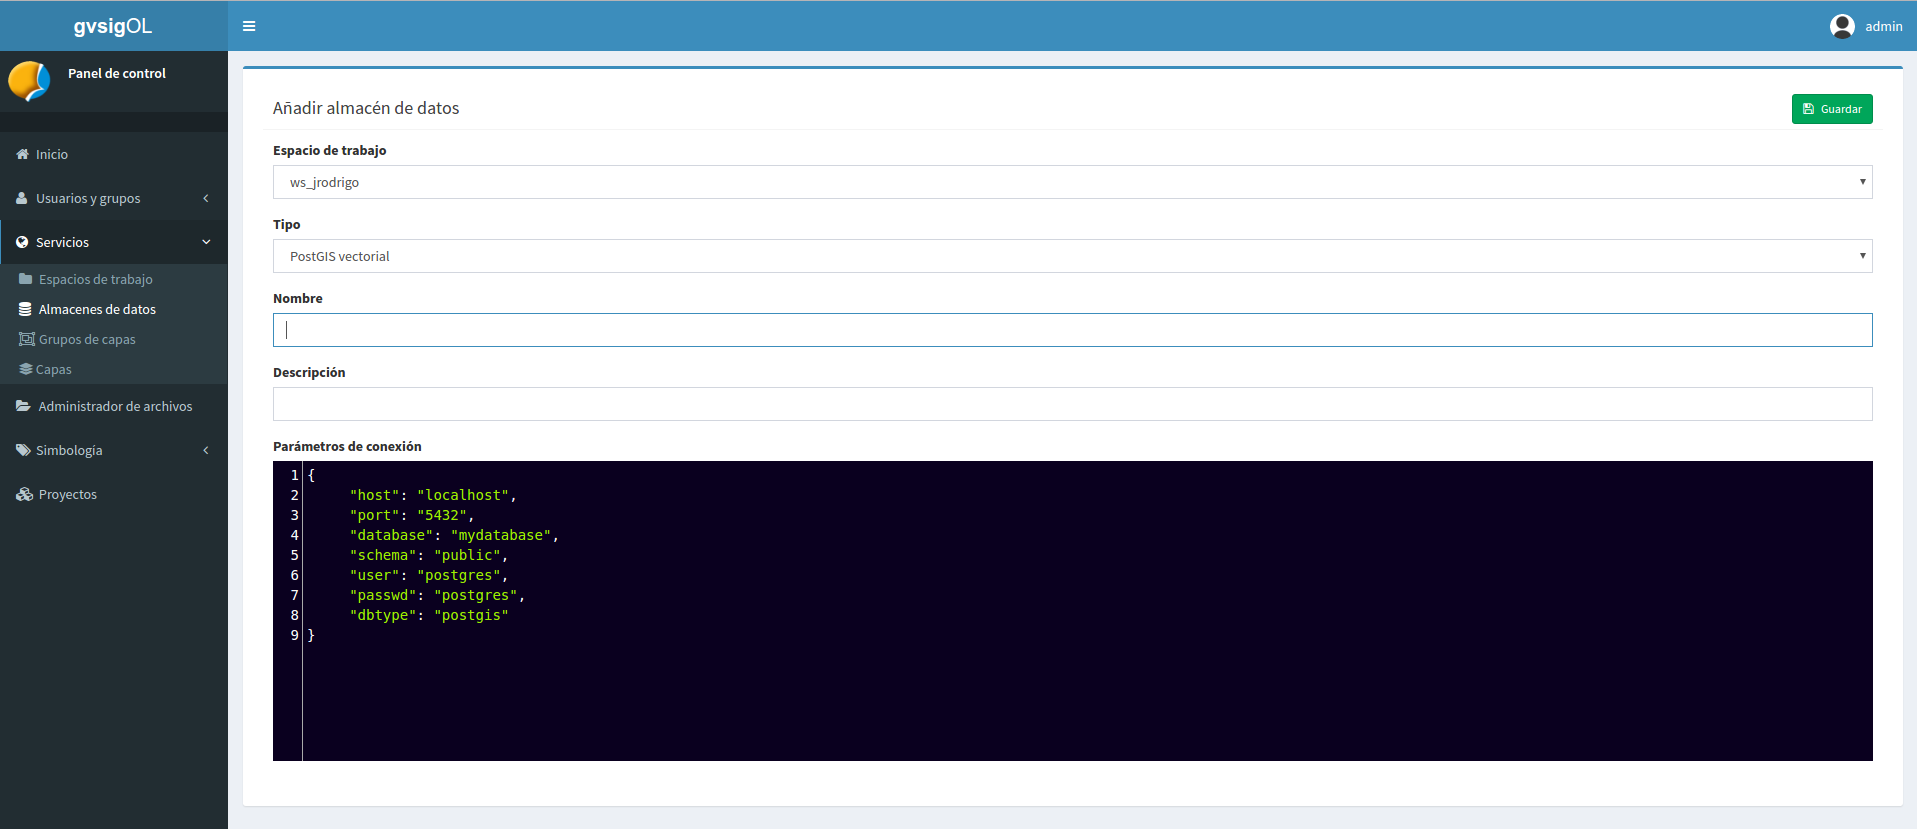 gvsigOL
admin
Panel de control
Inicio
Usuarios y grupos
Servicios
Espacios de trabajo
Almacenes de datos
Grupos de capas
Capas
Administrador de archivos
Simbología
Proyectos
Añadir almacén de datos
Guardar
Espacio de trabajo
ws_jrodrigo
Tipo
PostGIS vectorial
Nombre
Descripción
Parámetros de conexión
1 {
2 "host": "localhost",
3 "port": "5432",
4 "database": "mydatabase",
5 "schema": "public",
6 "user": "postgres",
7 "passwd": "postgres",
8 "dbtype": "postgis"
9 }